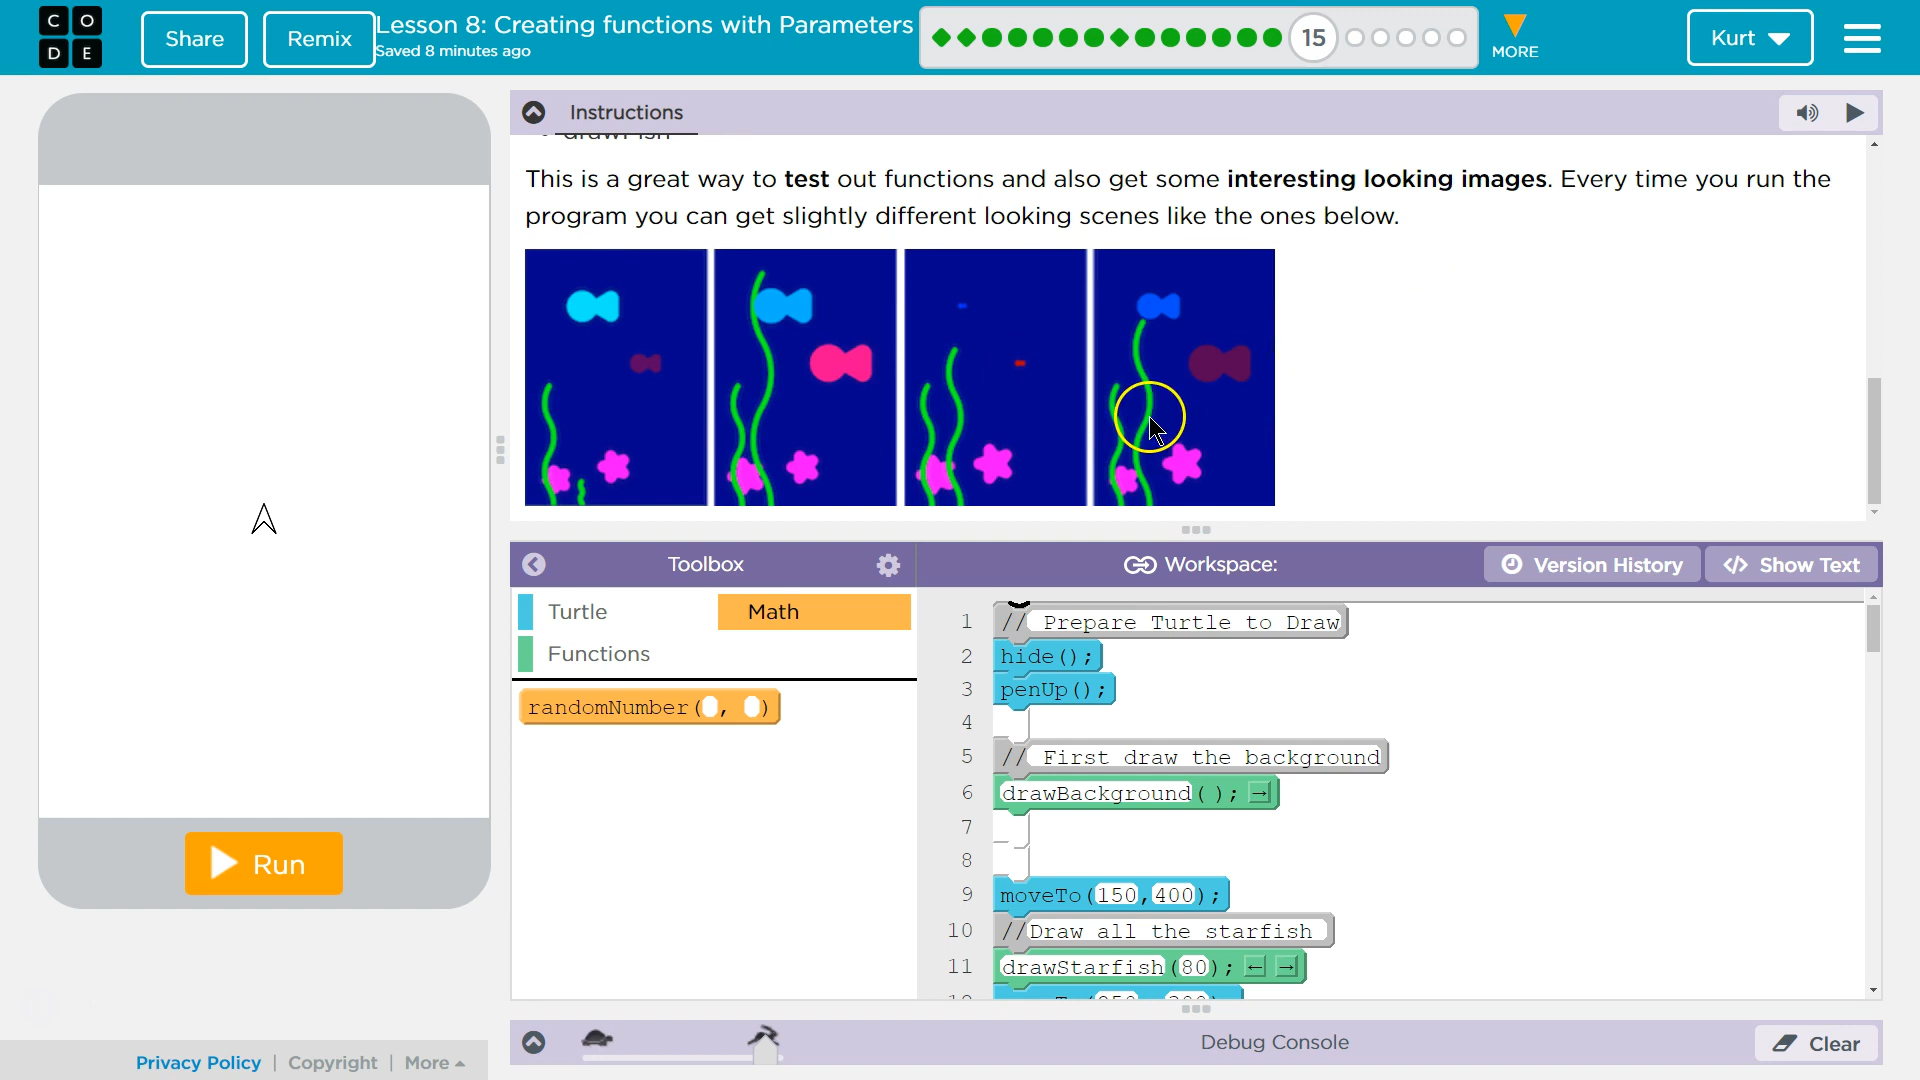 C O
D E
Share
Remix
Lesson 8: Creating functions with Parameters
Saved 8 minutes ago
15
MORE
Kurt
Instructions
This is a great way to test out functions and also get some interesting looking images. Every time you run the
program you can get slightly different looking scenes like the ones below.
Toolbox
Workspace:
Version History
</> Show Text
Turtle
Math
Functions
randomNumber( , )
1 // Prepare Turtle to Draw
2 hide();
3 penUp();
4
5 // First draw the background
6 drawBackground( );
7
8
9 moveTo(150,400);
10 //Draw all the starfish
11 drawStarfish(80);
Run
Debug Console
Clear
Privacy Policy | Copyright | More